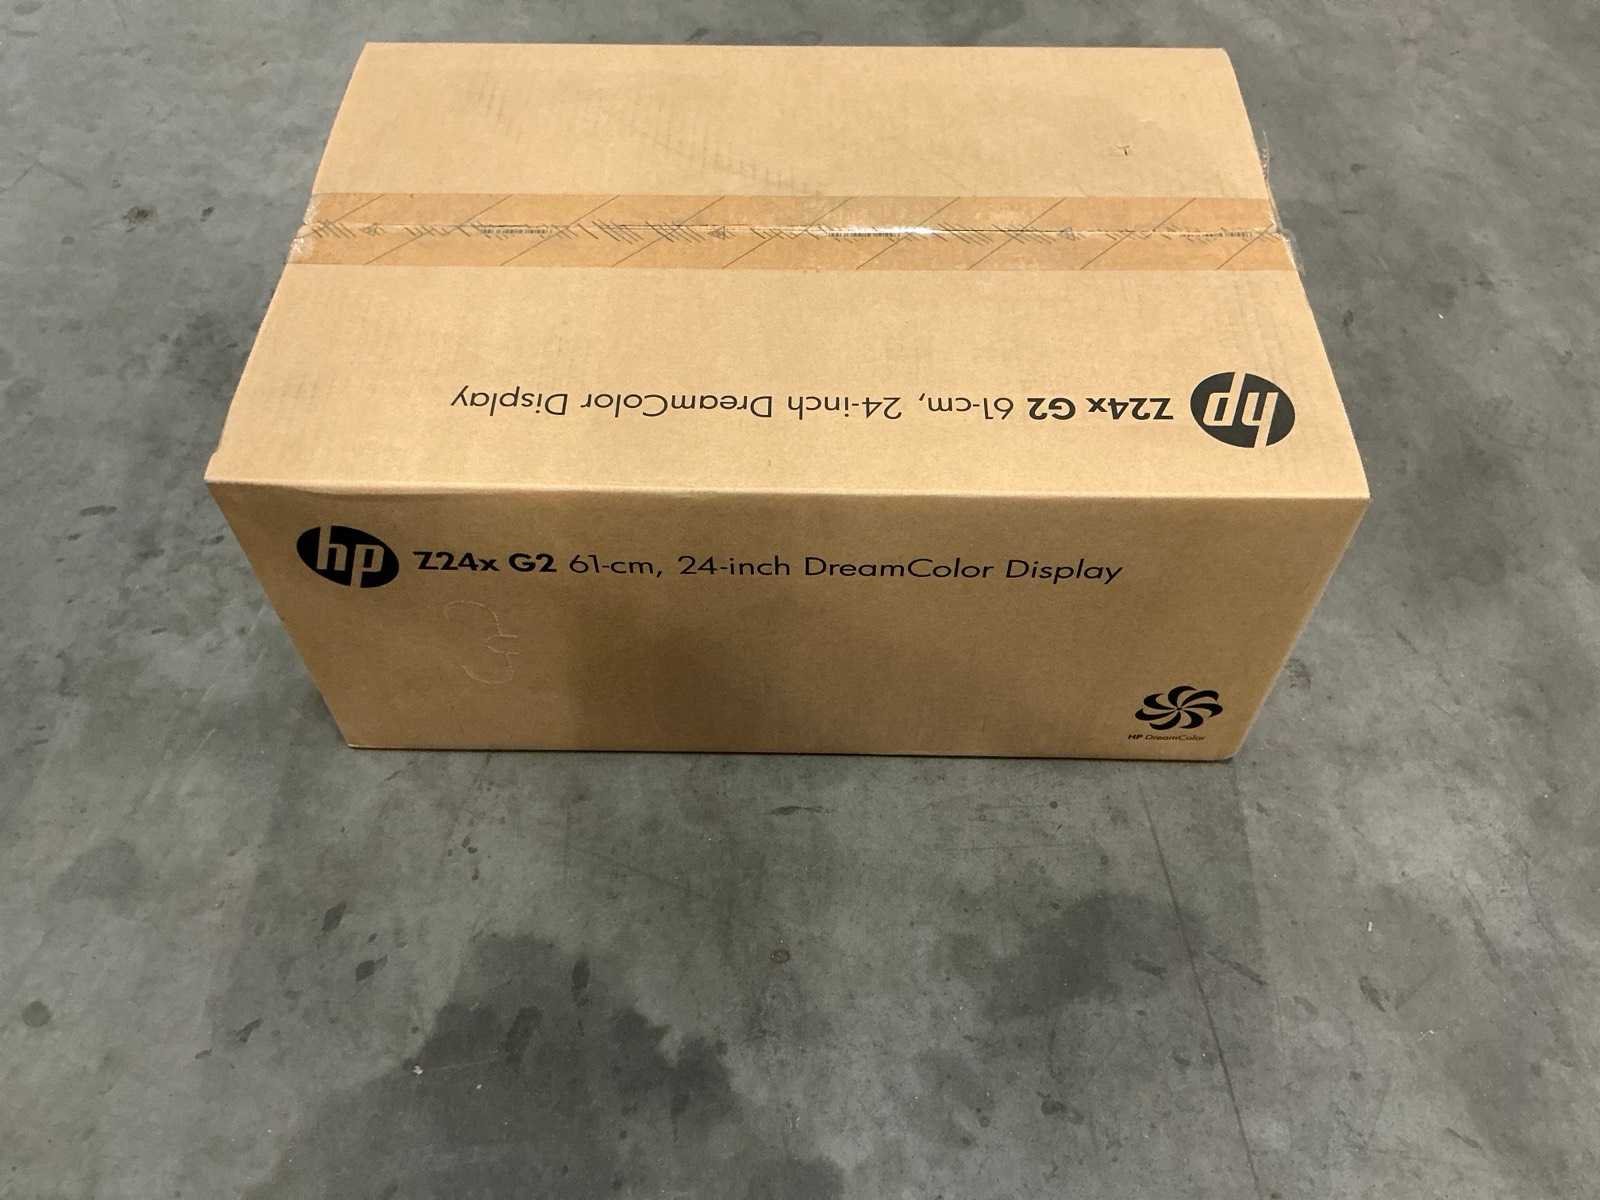 hp Z24x G2 61-cm, 24-inch DreamColor Display
hp Z24x G2 61-cm, 24-inch DreamColor Display
HP DreamColor